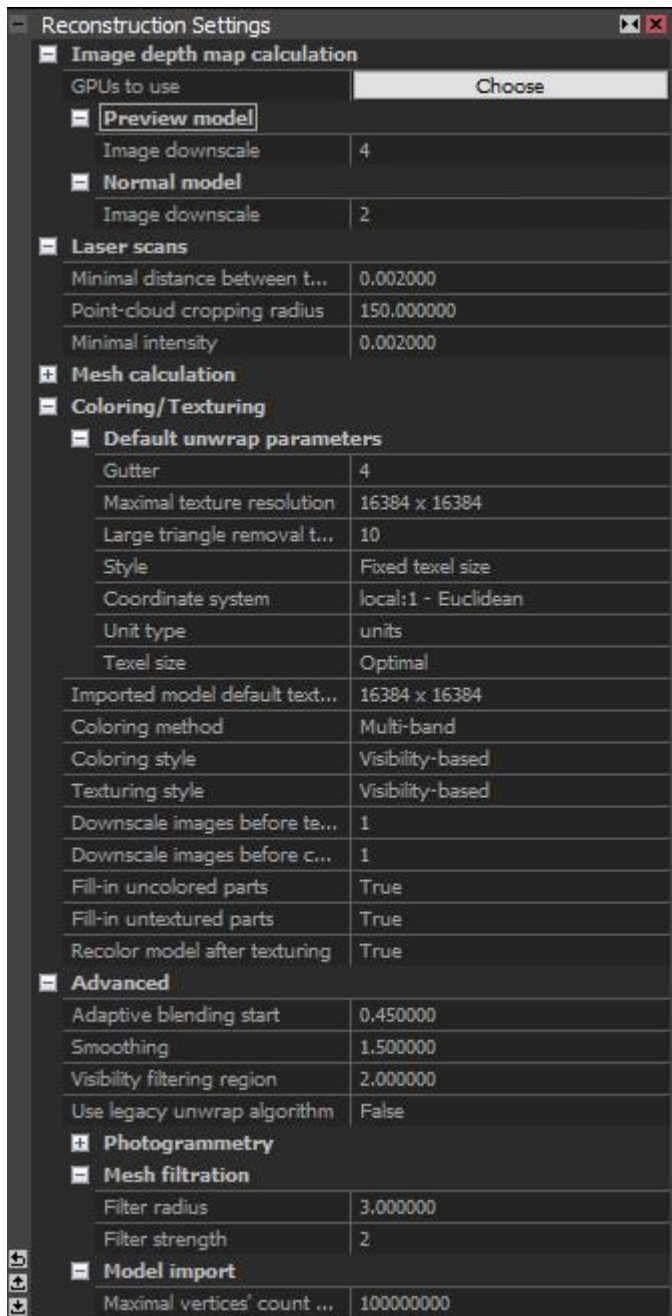 Reconstruction Settings
Image depth map calculation
GPUs to use Choose
Preview model
Image downscale 4
Normal model
Image downscale 2
Laser scans
Minimal distance between t... 0.002000
Point-cloud cropping radius 150.000000
Minimal intensity 0.002000
Mesh calculation
Coloring/Texturing
Default unwrap parameters
Gutter 4
Maximal texture resolution 16384 x 16384
Large triangle removal t... 10
Style Fixed texel size
Coordinate system local:1 - Euclidean
Unit type units
Texel size Optimal
Imported model default text... 16384 x 16384
Coloring method Multi-band
Coloring style Visibility-based
Texturing style Visibility-based
Downscale images before te... 1
Downscale images before c... 1
Fill-in uncolored parts True
Fill-in untextured parts True
Recolor model after texturing True
Advanced
Adaptive blending start 0.450000
Smoothing 1.500000
Visibility filtering region 2.000000
Use legacy unwrap algorithm False
Photogrammetry
Mesh filtration
Filter radius 3.000000
Filter strength 2
Model import
Maximal vertices' count ... 100000000